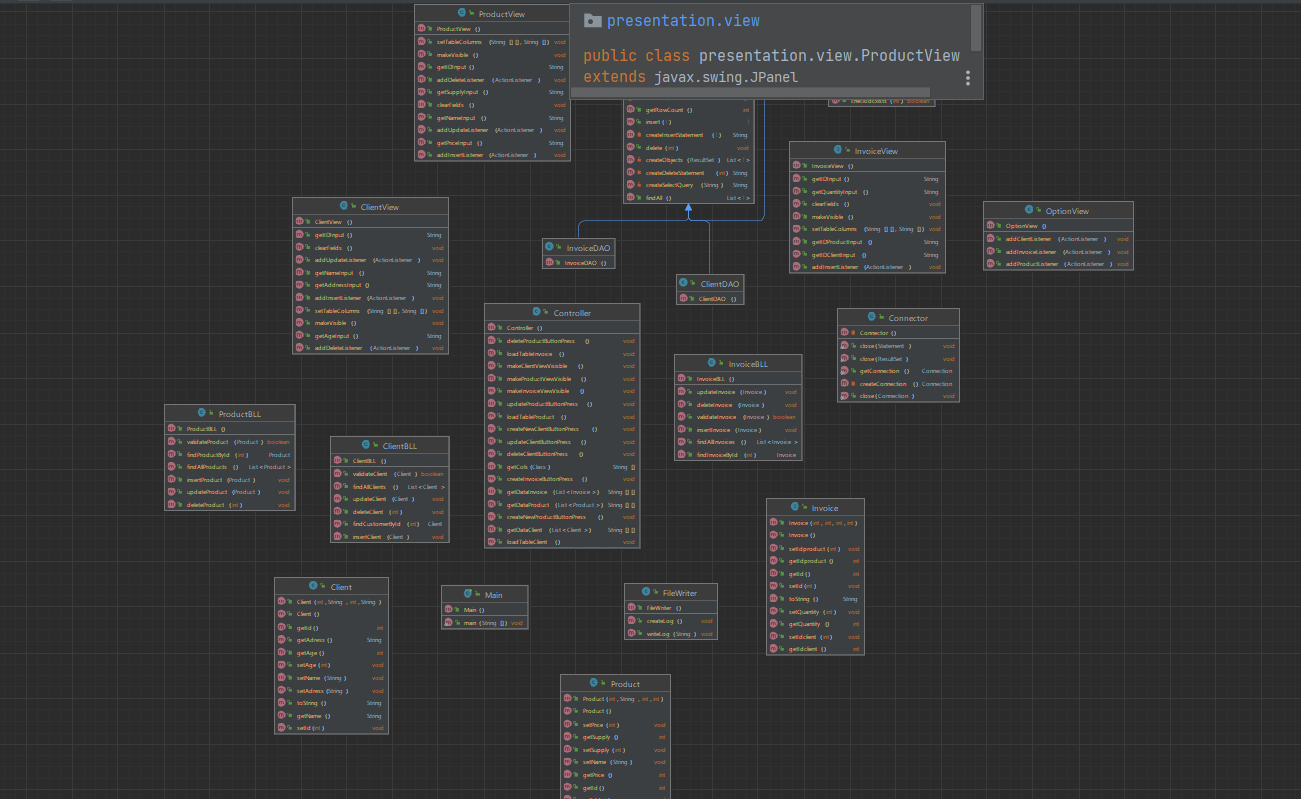 ProductView
ProductView ()
setTableColumns (String [] [], String []) void
makeVisible () void
getIDInput () String
addDeleteListener (ActionListener ) void
getSupplyInput () String
clearFields () void
getNameInput () String
addUpdateListener (ActionListener ) void
getPriceInput () String
addInsertListener (ActionListener ) void
presentation.view
public class presentation.view.ProductView
extends javax.swing.JPanel
getRowCount () int
insert ( )
createInsertStatement ( ) String
delete (int) void
createObjects (ResultSet ) List < >
createDeleteStatement (int) String
createSelectQuery (String ) String
findAll () List < >
InvoiceView
InvoiceView ()
getIDInput () String
getQuantityInput () String
clearFields () void
makeVisible () void
setTableColumns (String [] [], String []) void
getIDProductInput () String
getIDClientInput () String
addInsertListener (ActionListener ) void
ClientView
ClientView ()
getIDInput () String
clearFields () void
addUpdateListener (ActionListener ) void
getNameInput () String
getAddressInput () String
addInsertListener (ActionListener ) void
setTableColumns (String [] [], String []) void
makeVisible () void
getAgeInput () String
addDeleteListener (ActionListener ) void
OptionView
OptionView ()
addClientListener (ActionListener ) void
addInvoiceListener (ActionListener ) void
addProductListener (ActionListener ) void
InvoiceDAO
InvoiceDAO ()
ClientDAO
ClientDAO ()
Controller
Controller ()
deleteProductButtonPress () void
loadTableInvoice () void
makeClientViewVisisible () void
makeProductViewVisible () void
makeInvoiceViewVisible () void
updateProductButtonPress () void
loadTableProduct () void
createNewClientButtonPress () void
updateClientButtonPress () void
deleteClientButtonPress () void
getCols (Class ) String []
createInvoiceButtonPress () void
getDataInvoice (List < Invoice >) String [] []
getDataProduct (List < Product >) String [] []
createNewProductButtonPress () void
getDataClient (List < Client >) String [] []
loadTableClient () void
Connector
Connector ()
close (Statement ) void
close (ResultSet ) void
getConnection () Connection
createConnection () Connection
close (Connection ) void
InvoiceBLL
InvoiceBLL ()
updateInvoice (Invoice ) void
deleteInvoice (Invoice ) void
validateInvoice (Invoice ) boolean
insertInvoice (Invoice ) void
findAllInvoices () List < Invoice >
findInvoiceById (int) Invoice
ProductBLL
ProductBLL ()
validateProduct (Product ) boolean
findProductById (int) Product
findAllProducts () List < Product >
insertProduct (Product ) void
updateProduct (Product ) void
deleteProduct (int) void
ClientBLL
ClientBLL ()
validateClient (Client ) boolean
findAllClients () List < Client >
updateClient (Client ) void
deleteClient (int) void
findCustomerById (int) Client
insertClient (Client ) void
Invoice
Invoice (int, int, int, int)
Invoice ()
setIdproduct (int) void
getIdproduct () int
getId () int
setId (int) void
toString () String
setQuantity (int) void
getQuantity () int
setIdclient (int) void
getIdclient () int
Client
Client (int, String , int, String )
Client ()
getId () int
getAdress () String
getAge () int
setAge (int) void
setName (String ) void
setAdress (String ) void
toString () String
getName () String
setId (int) void
Main
Main ()
main (String []) void
FileWriter
FileWriter ()
createLog () void
writeLog (String ) void
Product
Product (int, String , int, int)
Product ()
setPrice (int) void
getSupply () int
setSupply (int) void
setName (String ) void
getPrice () int
getId () int